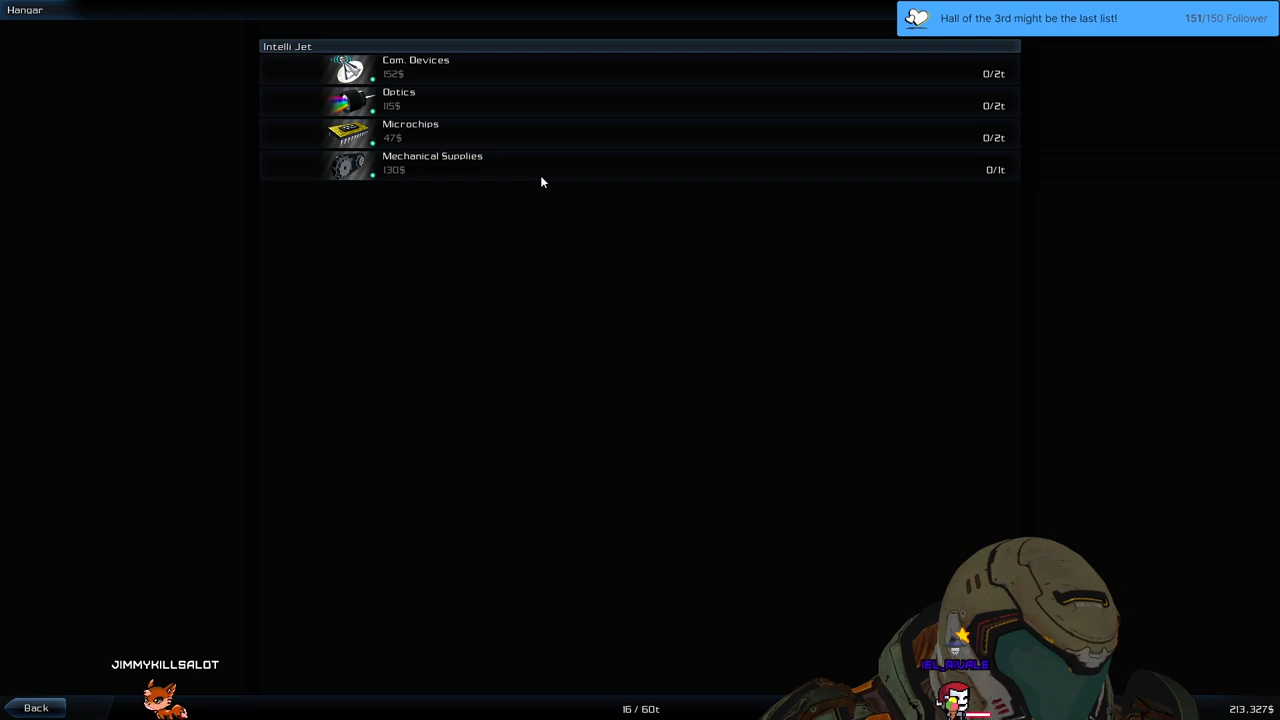 Hangar
Hall of the 3rd might be the last list! 151/150 Follower
Intelli Jet
Com. Devices
152$ 0/2t
Optics
115$ 0/2t
Microchips
47$ 0/2t
Mechanical Supplies
130$ 0/1t
JIMMYKILLSALOT
IEL_RIVALE
Back 16 / 60t 213,327$